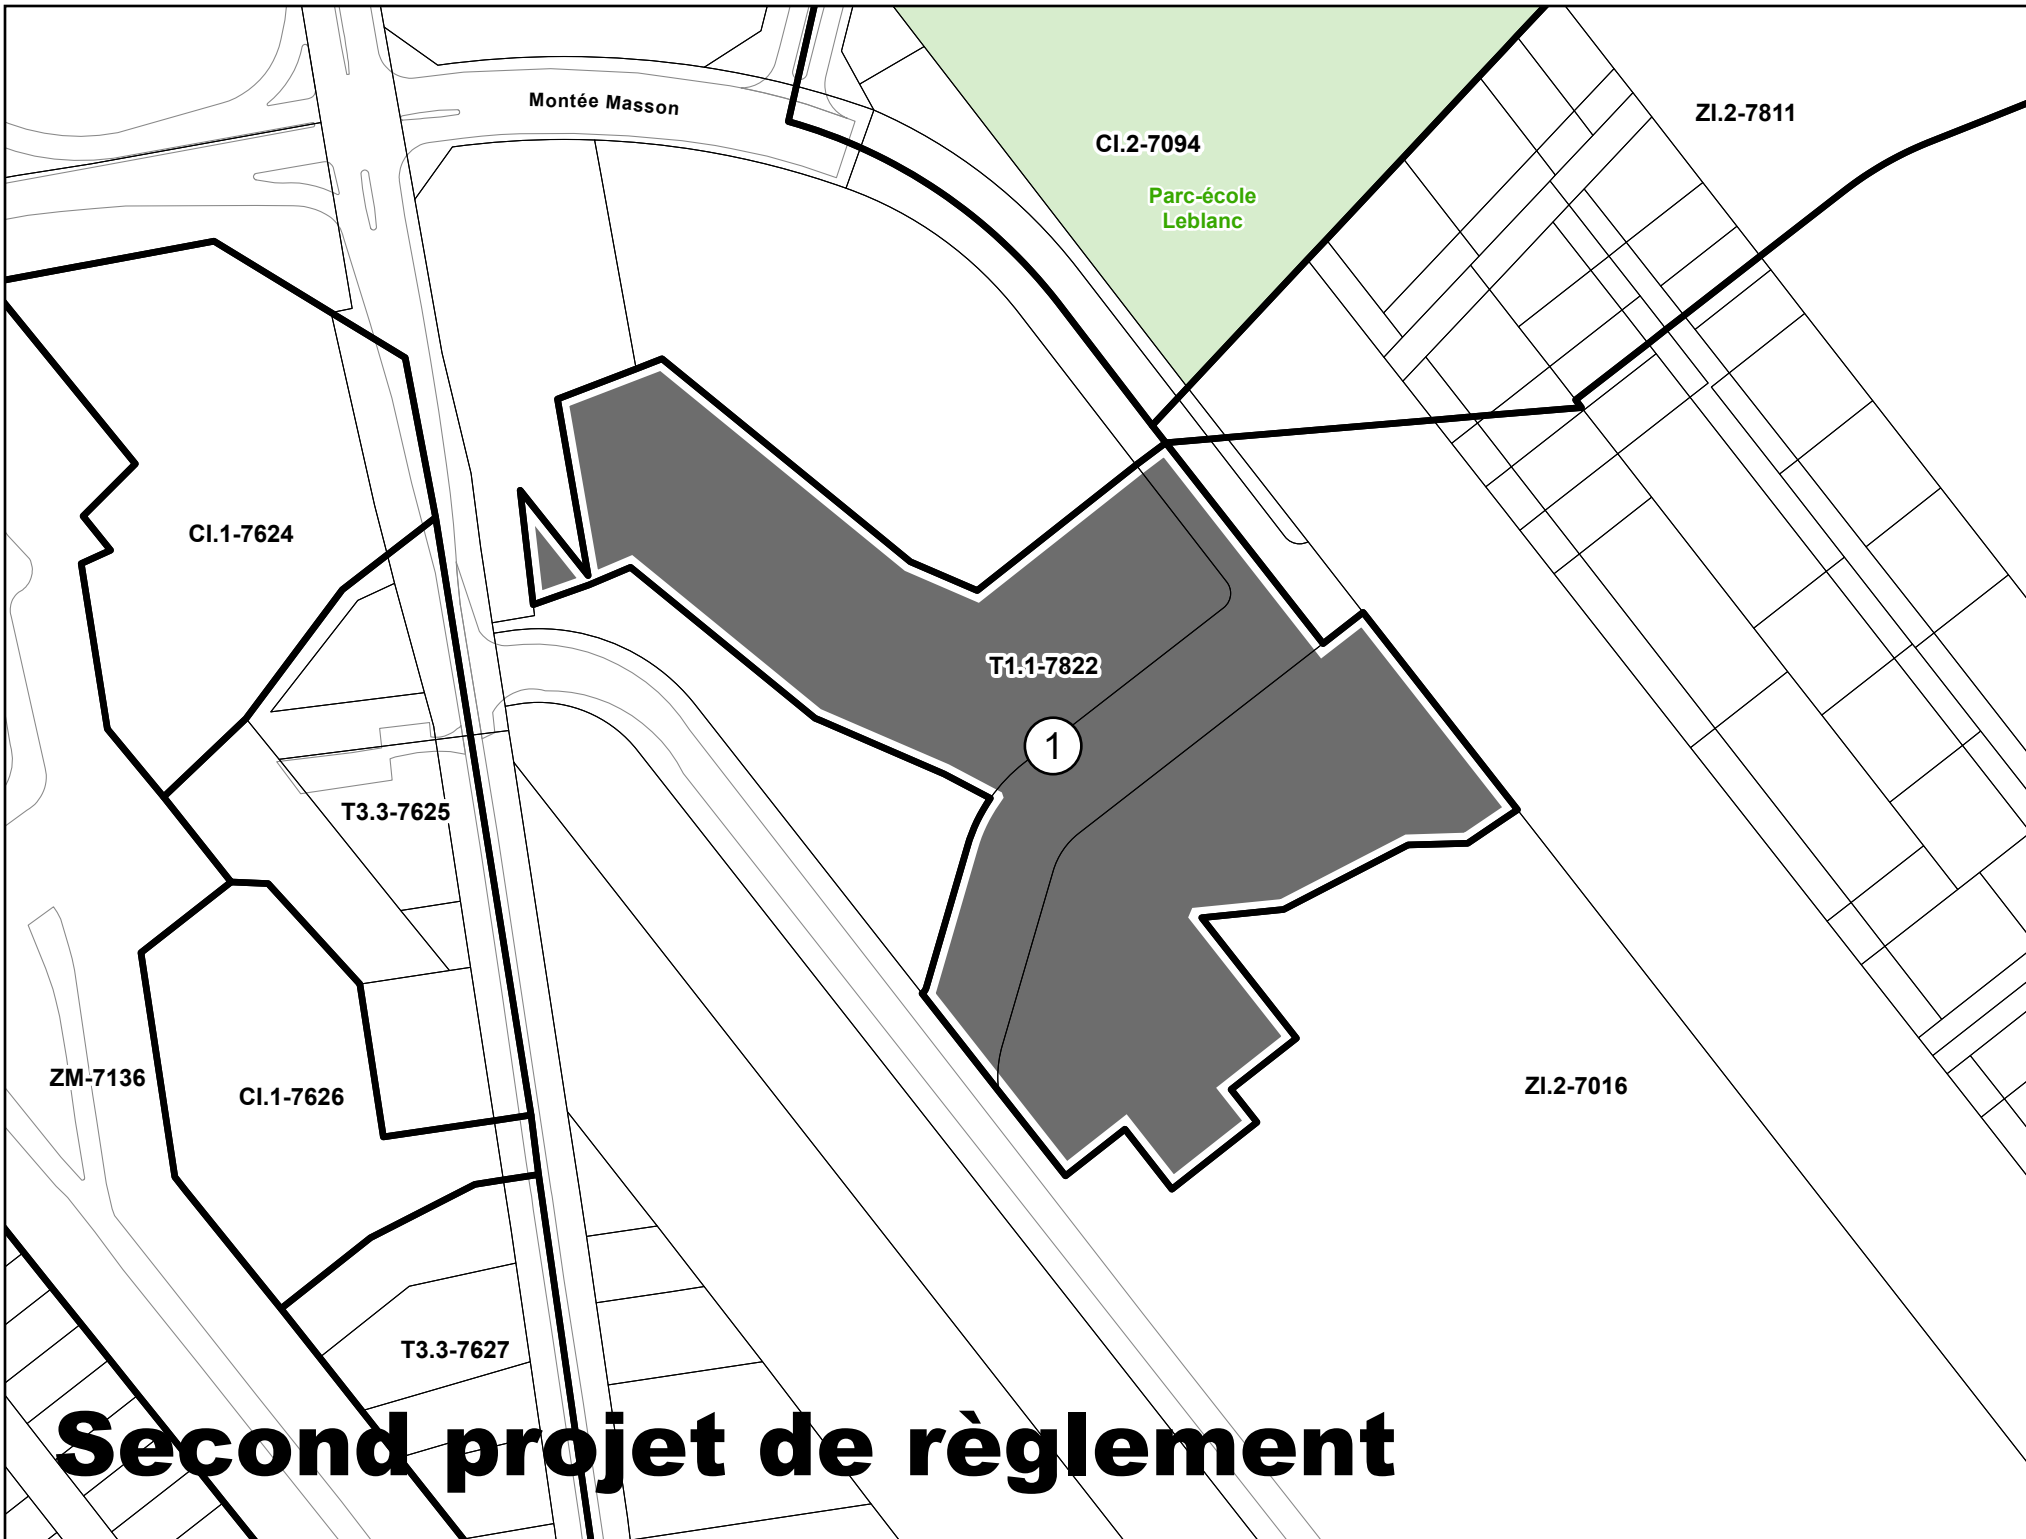 Montée Masson
CI.2-7094
ZI.2-7811
Parc-école
Leblanc
CI.1-7624
T1.1-7822
1
T3.3-7625
ZM-7136
CI.1-7626
ZI.2-7016
T3.3-7627
Second projet de règlement